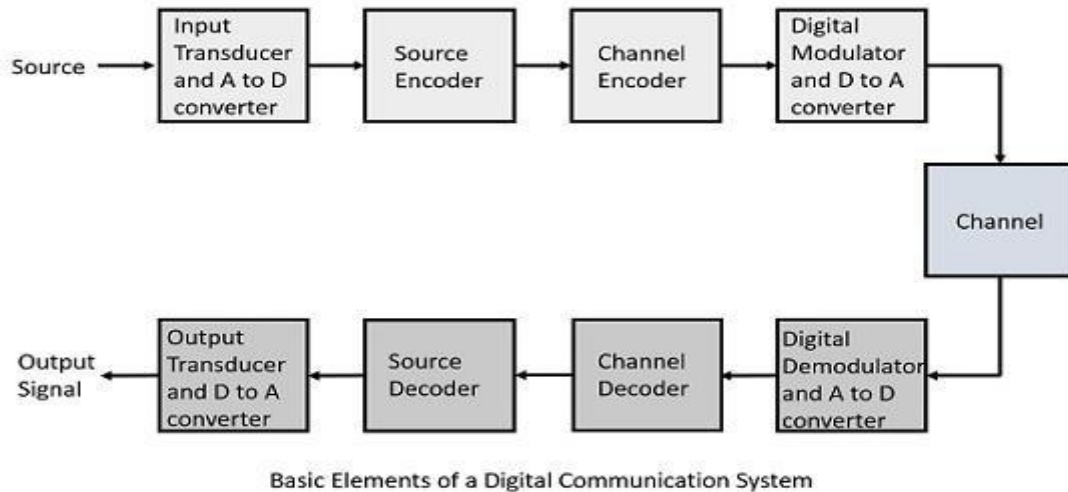 Source
Input
Transducer
and A to D
converter
Source
Encoder
Channel
Encoder
Digital
Modulator
and D to A
converter
Channel
Output
Signal
Output
Transducer
and D to A
converter
Source
Decoder
Channel
Decoder
Digital
Demodulator
and A to D
converter
Basic Elements of a Digital Communication System